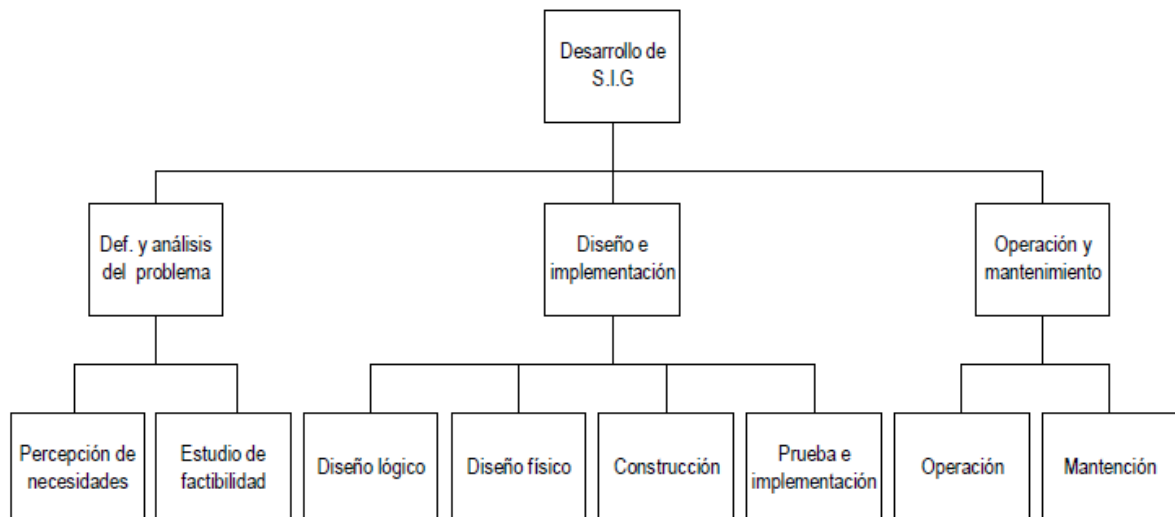 Desarrollo de
S.I.G
Def. y análisis
del problema
Diseño e
implementación
Operación y
mantenimiento
Percepción de
necesidades
Estudio de
factibilidad
Diseño lógico
Diseño físico
Construcción
Prueba e
implementación
Operación
Mantención